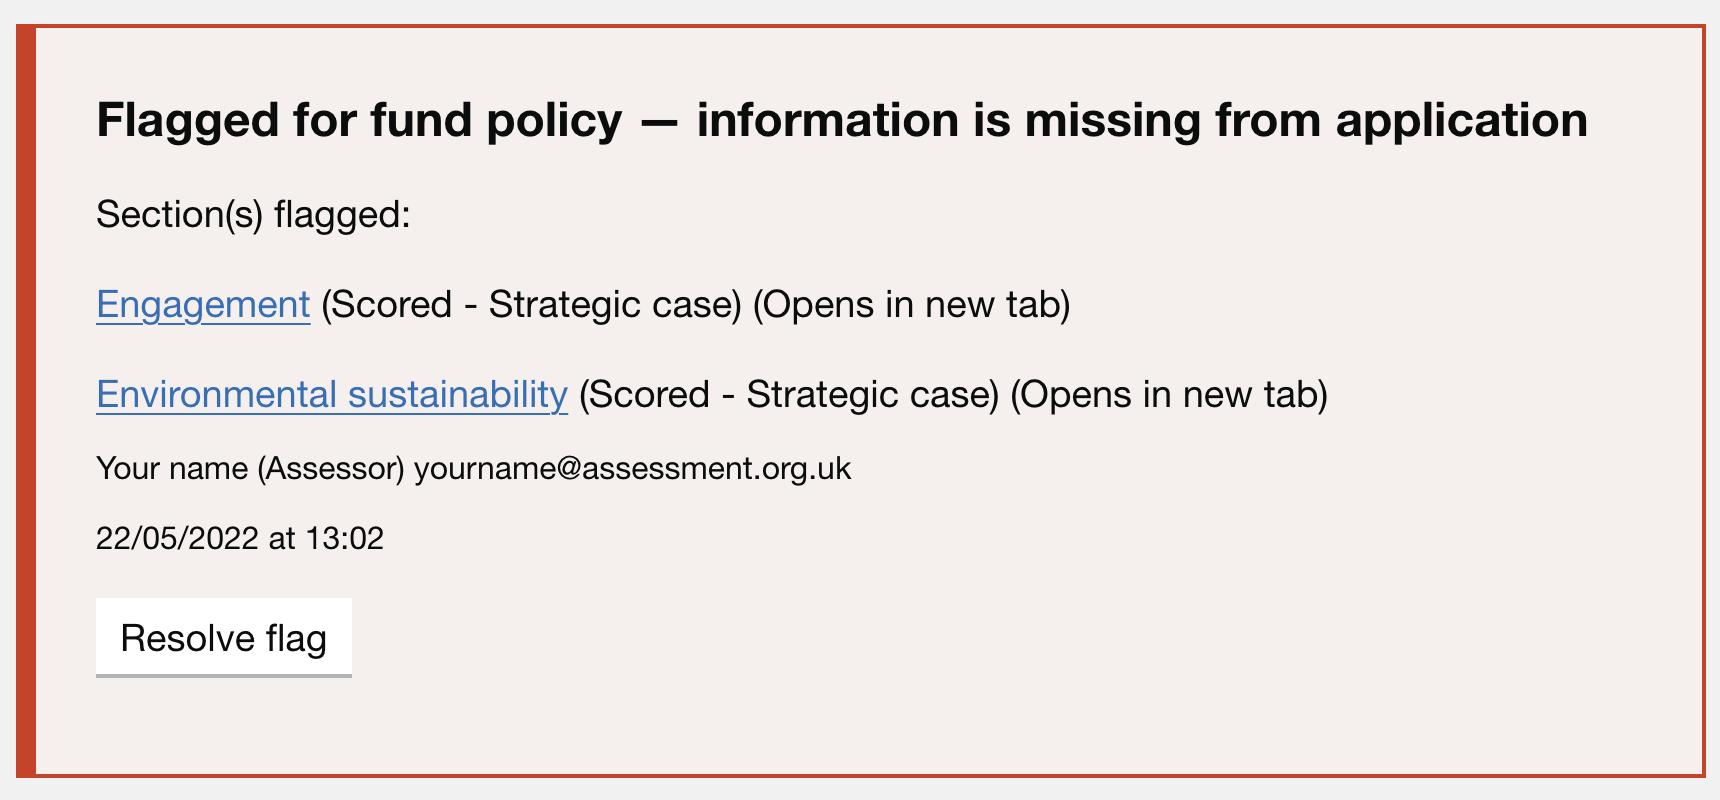 Flagged for fund policy — information is missing from application
Section(s) flagged:
Engagement (Scored - Strategic case) (Opens in new tab)
Environmental sustainability (Scored - Strategic case) (Opens in new tab)
Your name (Assessor) yourname@assessment.org.uk
22/05/2022 at 13:02
Resolve flag